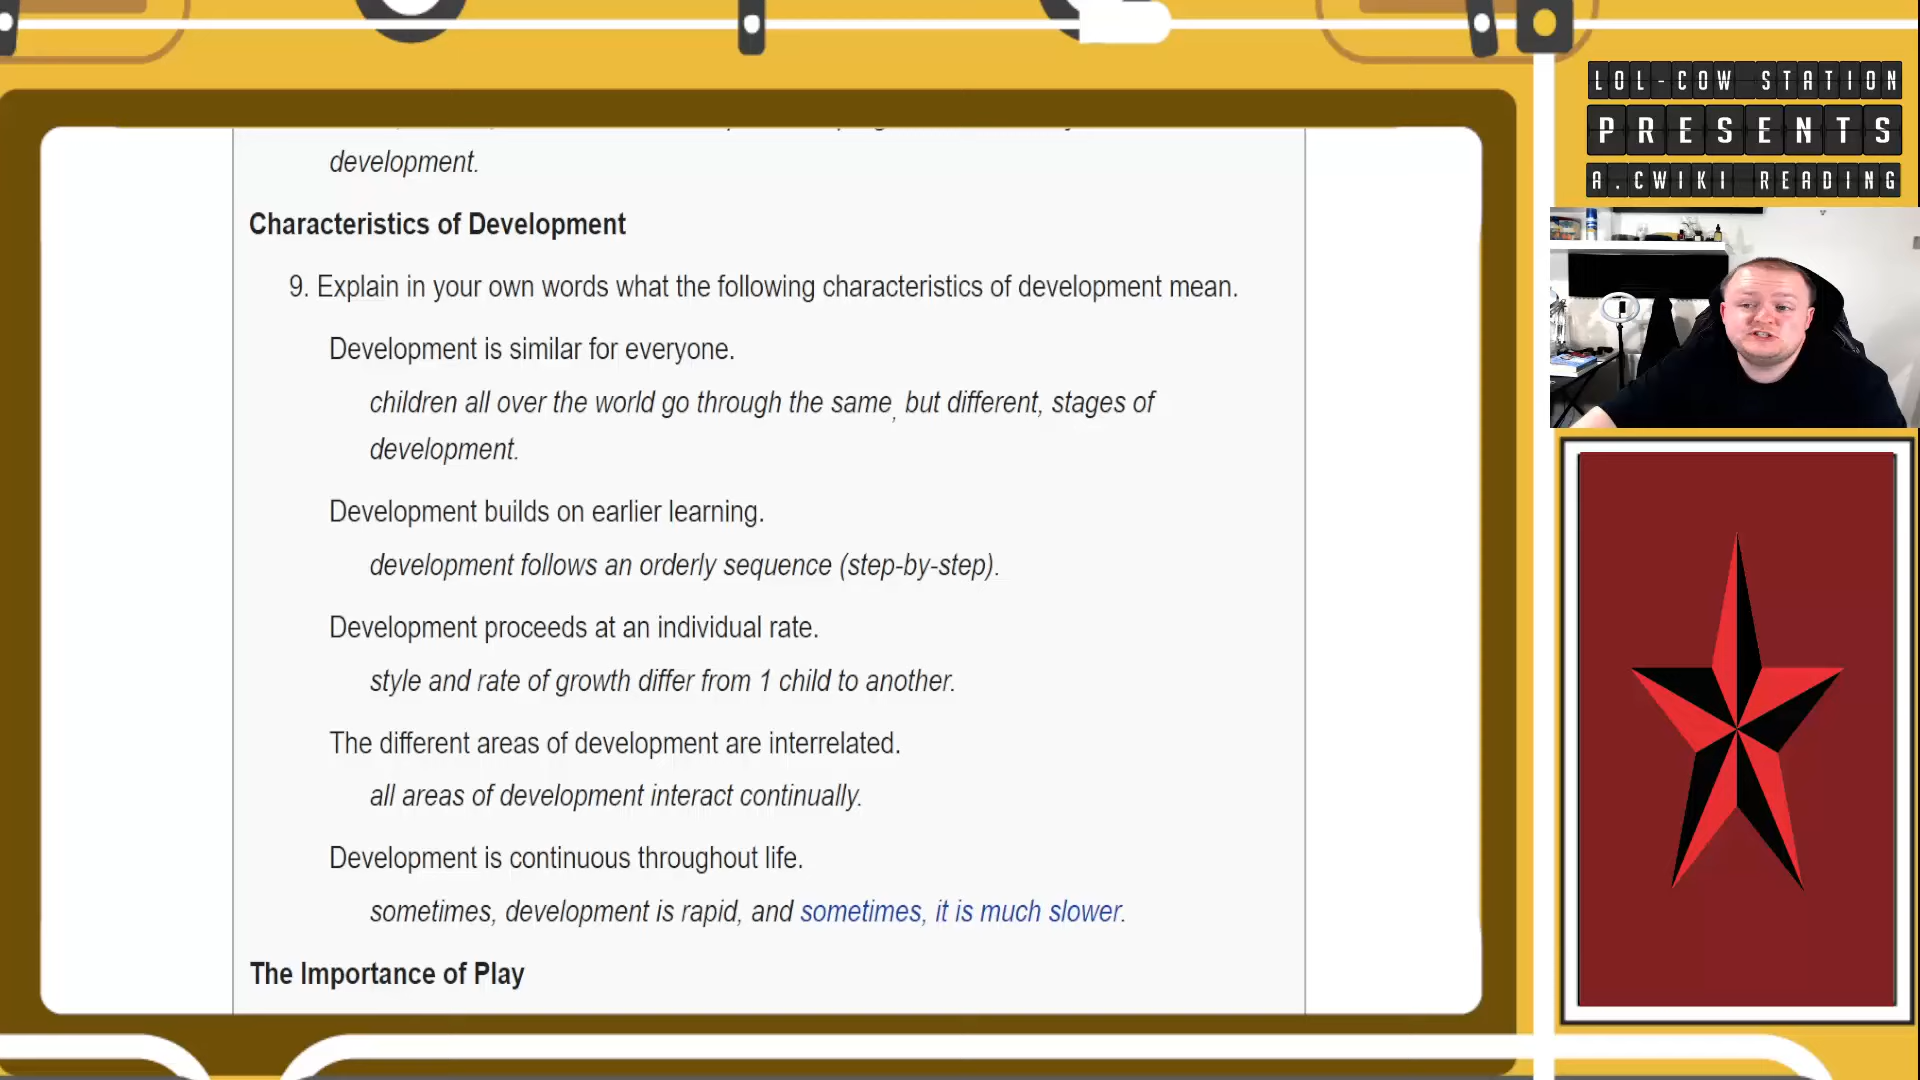 development.
Characteristics of Development
9. Explain in your own words what the following characteristics of development mean.
Development is similar for everyone.
children all over the world go through the same, but different, stages of
development.
Development builds on earlier learning.
development follows an orderly sequence (step-by-step).
Development proceeds at an individual rate.
style and rate of growth differ from 1 child to another.
The different areas of development are interrelated.
all areas of development interact continually.
Development is continuous throughout life.
sometimes, development is rapid, and sometimes, it is much slower.
The Importance of Play
LOL-COW STATION
PRESENTS
A.CWIKI READING